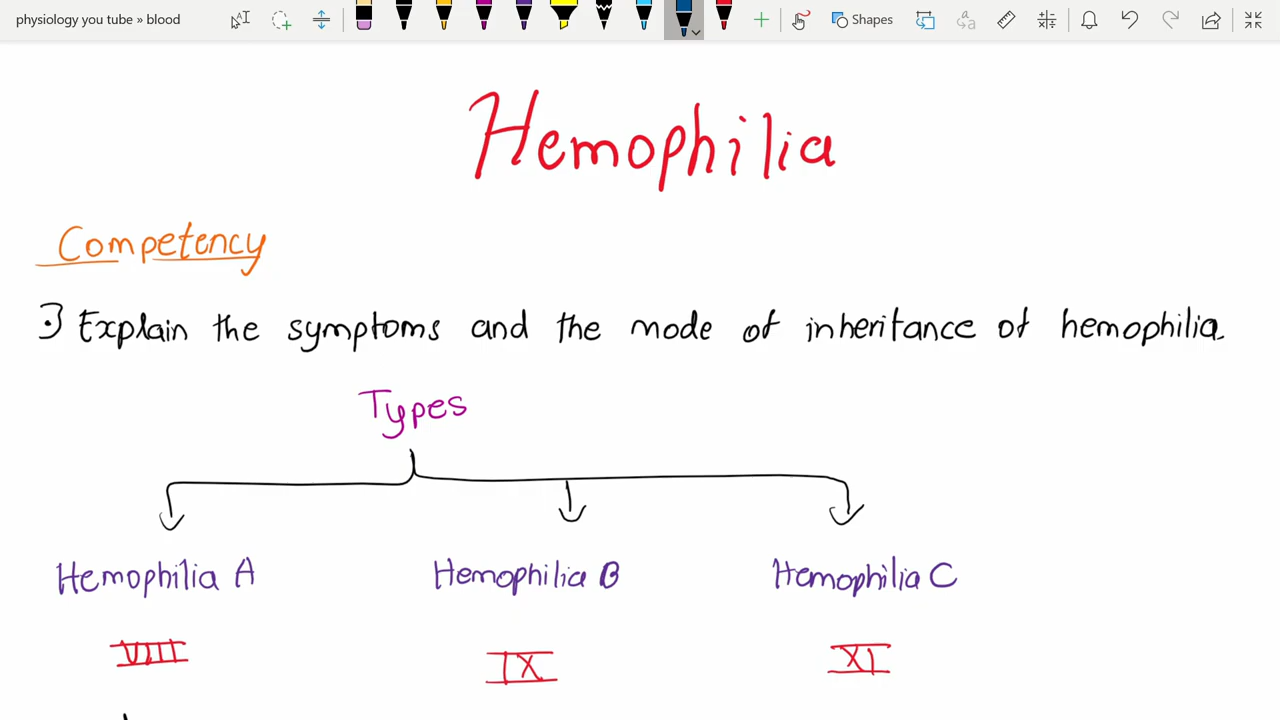 physiology you tube » blood
Shapes
Hemophilia
Competency
Explain the symptoms and the mode of inheritance of hemophilia.
Types
Hemophilia A Hemophilia B Hemophilia C
VIII IX XI